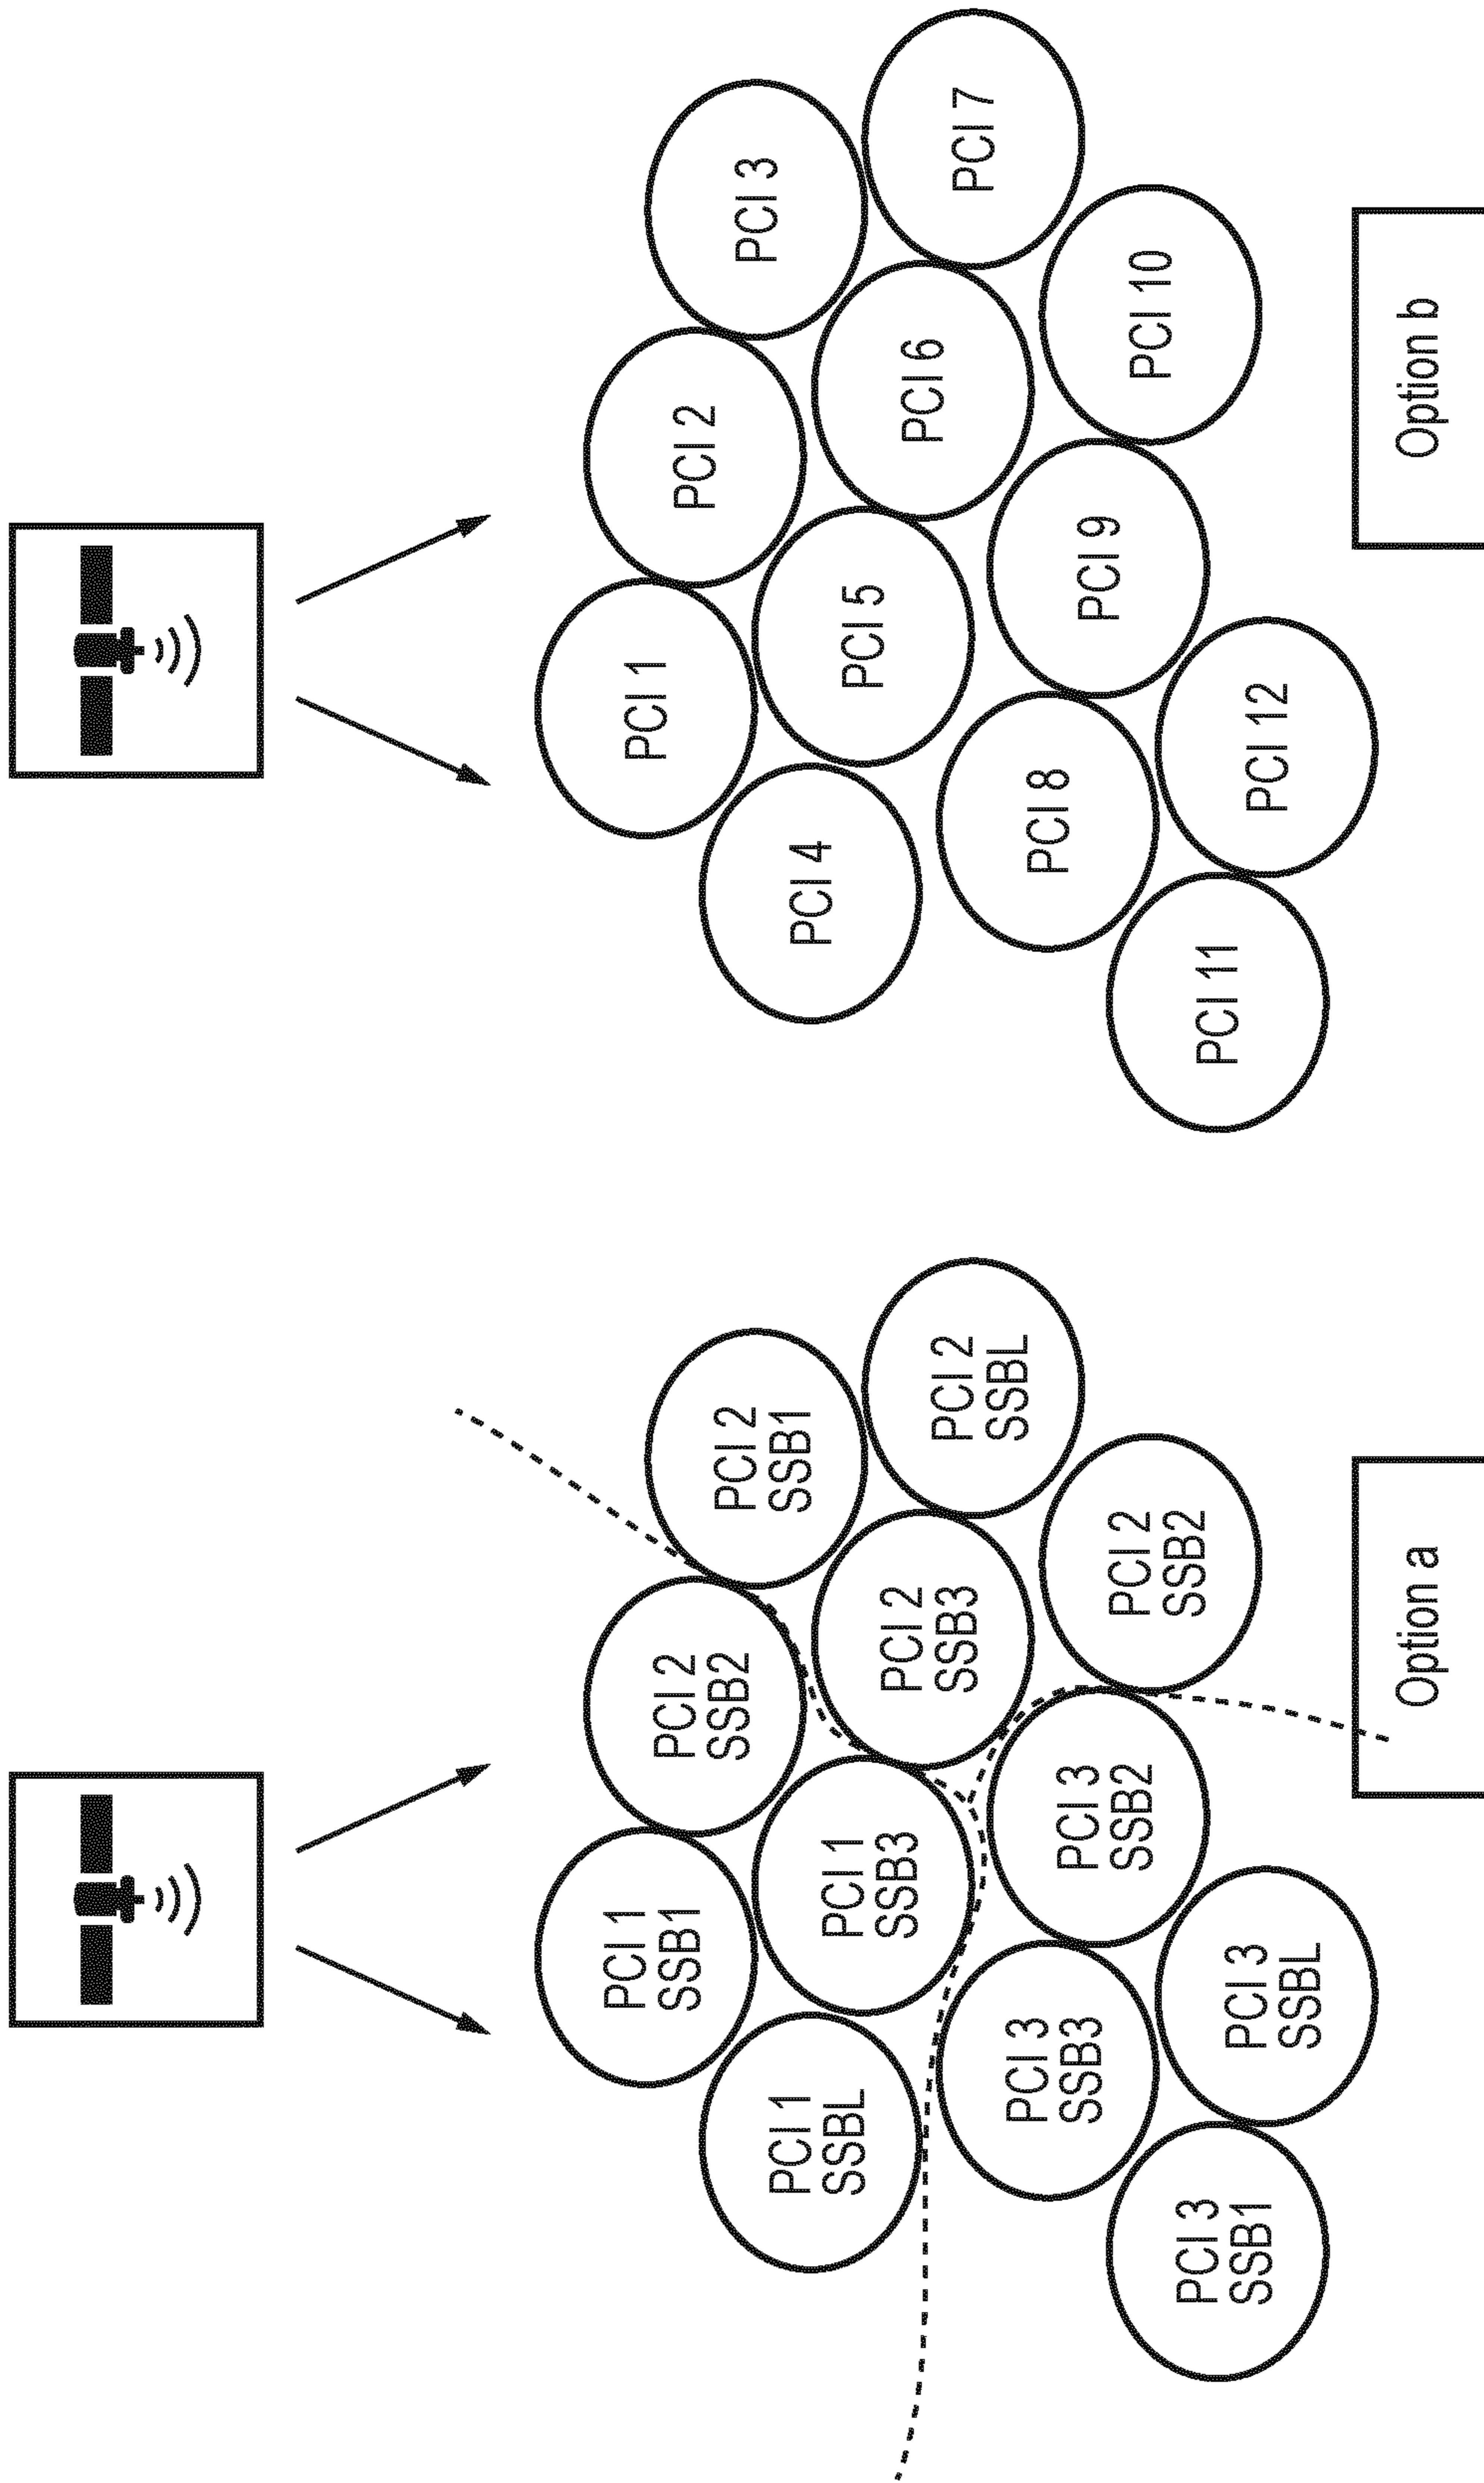 PCI 1
SSB1
PCI 2
SSB2
PCI 2
SSB1
PCI 1
SSBL
PCI 1
SSB3
PCI 2
SSB3
PCI 2
SSBL
PCI 3
SSB3
PCI 3
SSB2
PCI 2
SSB2
PCI 3
SSB1
PCI 3
SSBL
Option a
PCI 1
PCI 2
PCI 3
PCI 4
PCI 5
PCI 6
PCI 7
PCI 8
PCI 9
PCI 10
PCI 11
PCI 12
Option b